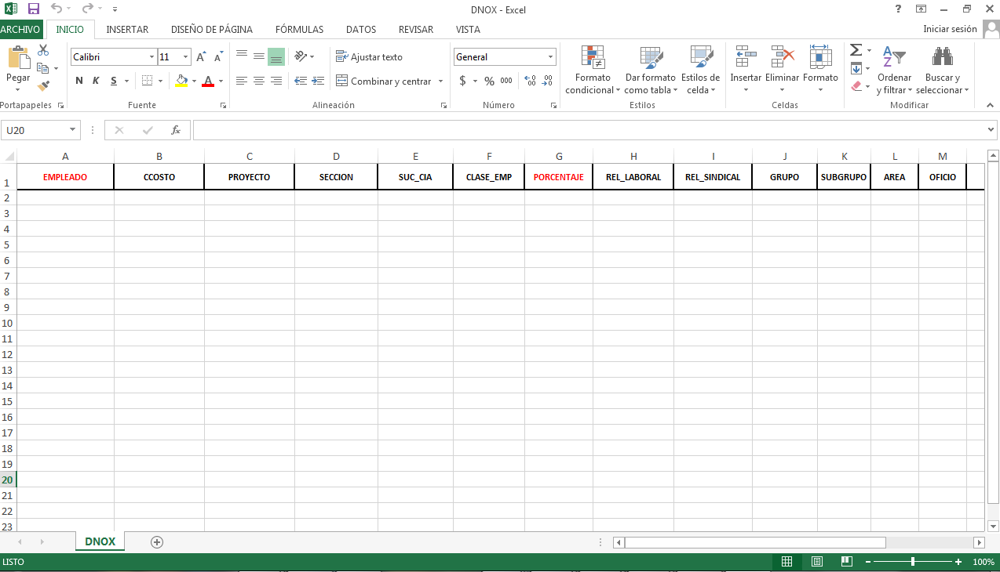 DNOX - Excel
?
ARCHIVO INICIO INSERTAR DISEÑO DE PÁGINA FÓRMULAS DATOS REVISAR VISTA Iniciar sesión
Calibri 11 A A Ajustar texto General
Pegar N K S A Combinar y centrar $ % 000
Formato condicional
Dar formato como tabla
Estilos de celda
Insertar Eliminar Formato
Ordenar y filtrar
Buscar y seleccionar
Portapapeles Fuente Alineación Número Estilos Celdas Modificar
U20 fx
A B C D E F G H I J K L M
1 EMPLEADO CCOSTO PROYECTO SECCION SUC_CIA CLASE_EMP PORCENTAJE REL_LABORAL REL_SINDICAL GRUPO SUBGRUPO AREA OFICIO
2
3
4
5
6
7
8
9
10
11
12
13
14
15
16
17
18
19
20
21
22
23
DNOX
LISTO 100%